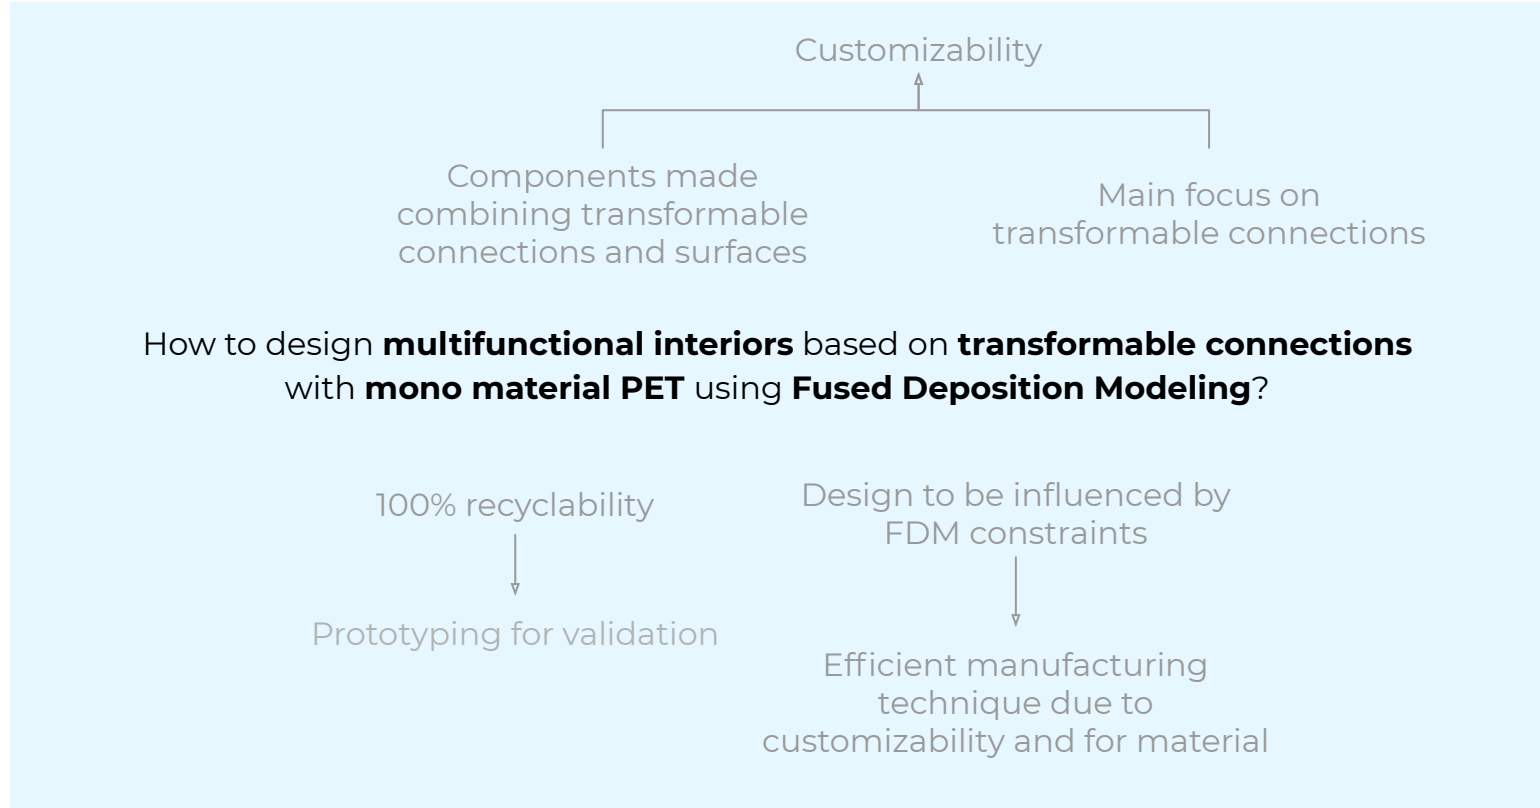 Customizability
Components made
combining transformable
connections and surfaces
Main focus on
transformable connections
How to design multifunctional interiors based on transformable connections
with mono material PET using Fused Deposition Modeling?
100% recyclability
Prototyping for validation
Design to be influenced by
FDM constraints
Efficient manufacturing
technique due to
customizability and for material